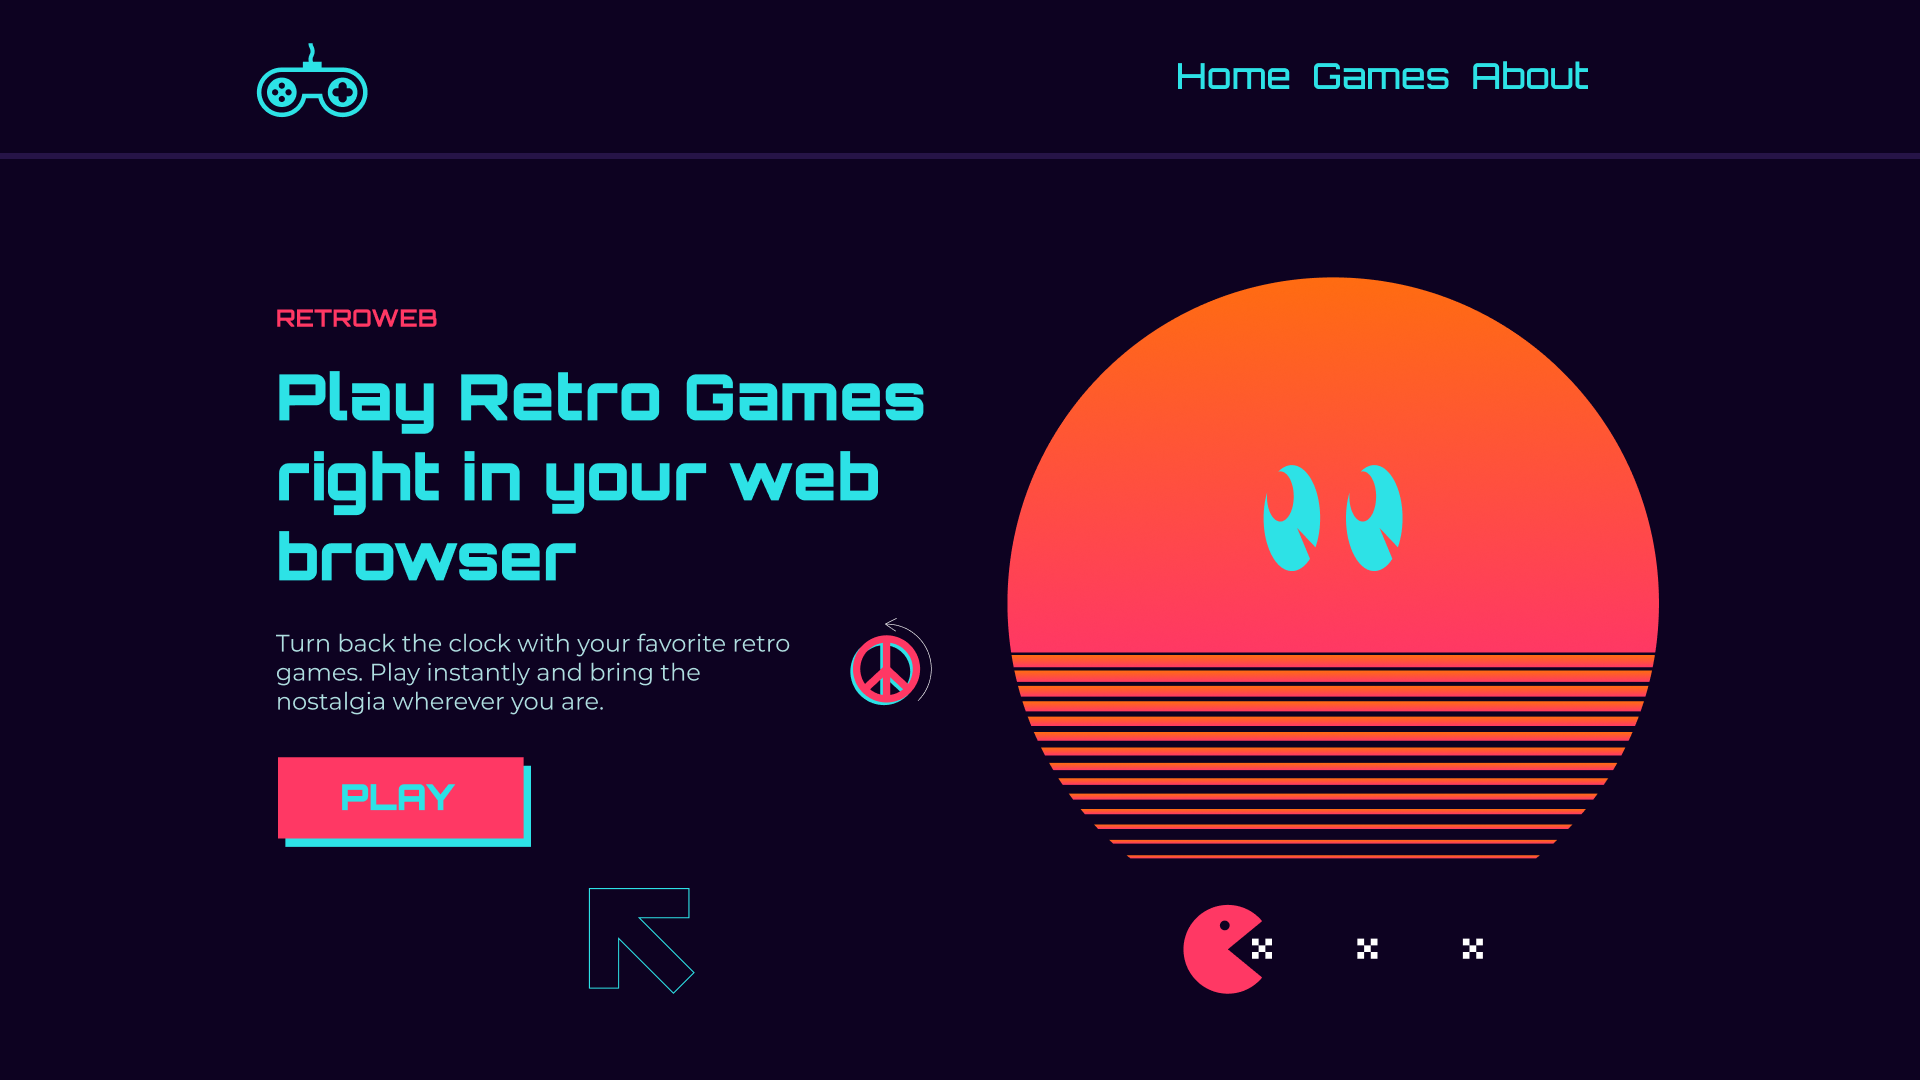 Home Games About
RETROWEB
Play Retro Games
right in your web
browser
Turn back the clock with your favorite retro
games. Play instantly and bring the
nostalgia wherever you are.
PLAY